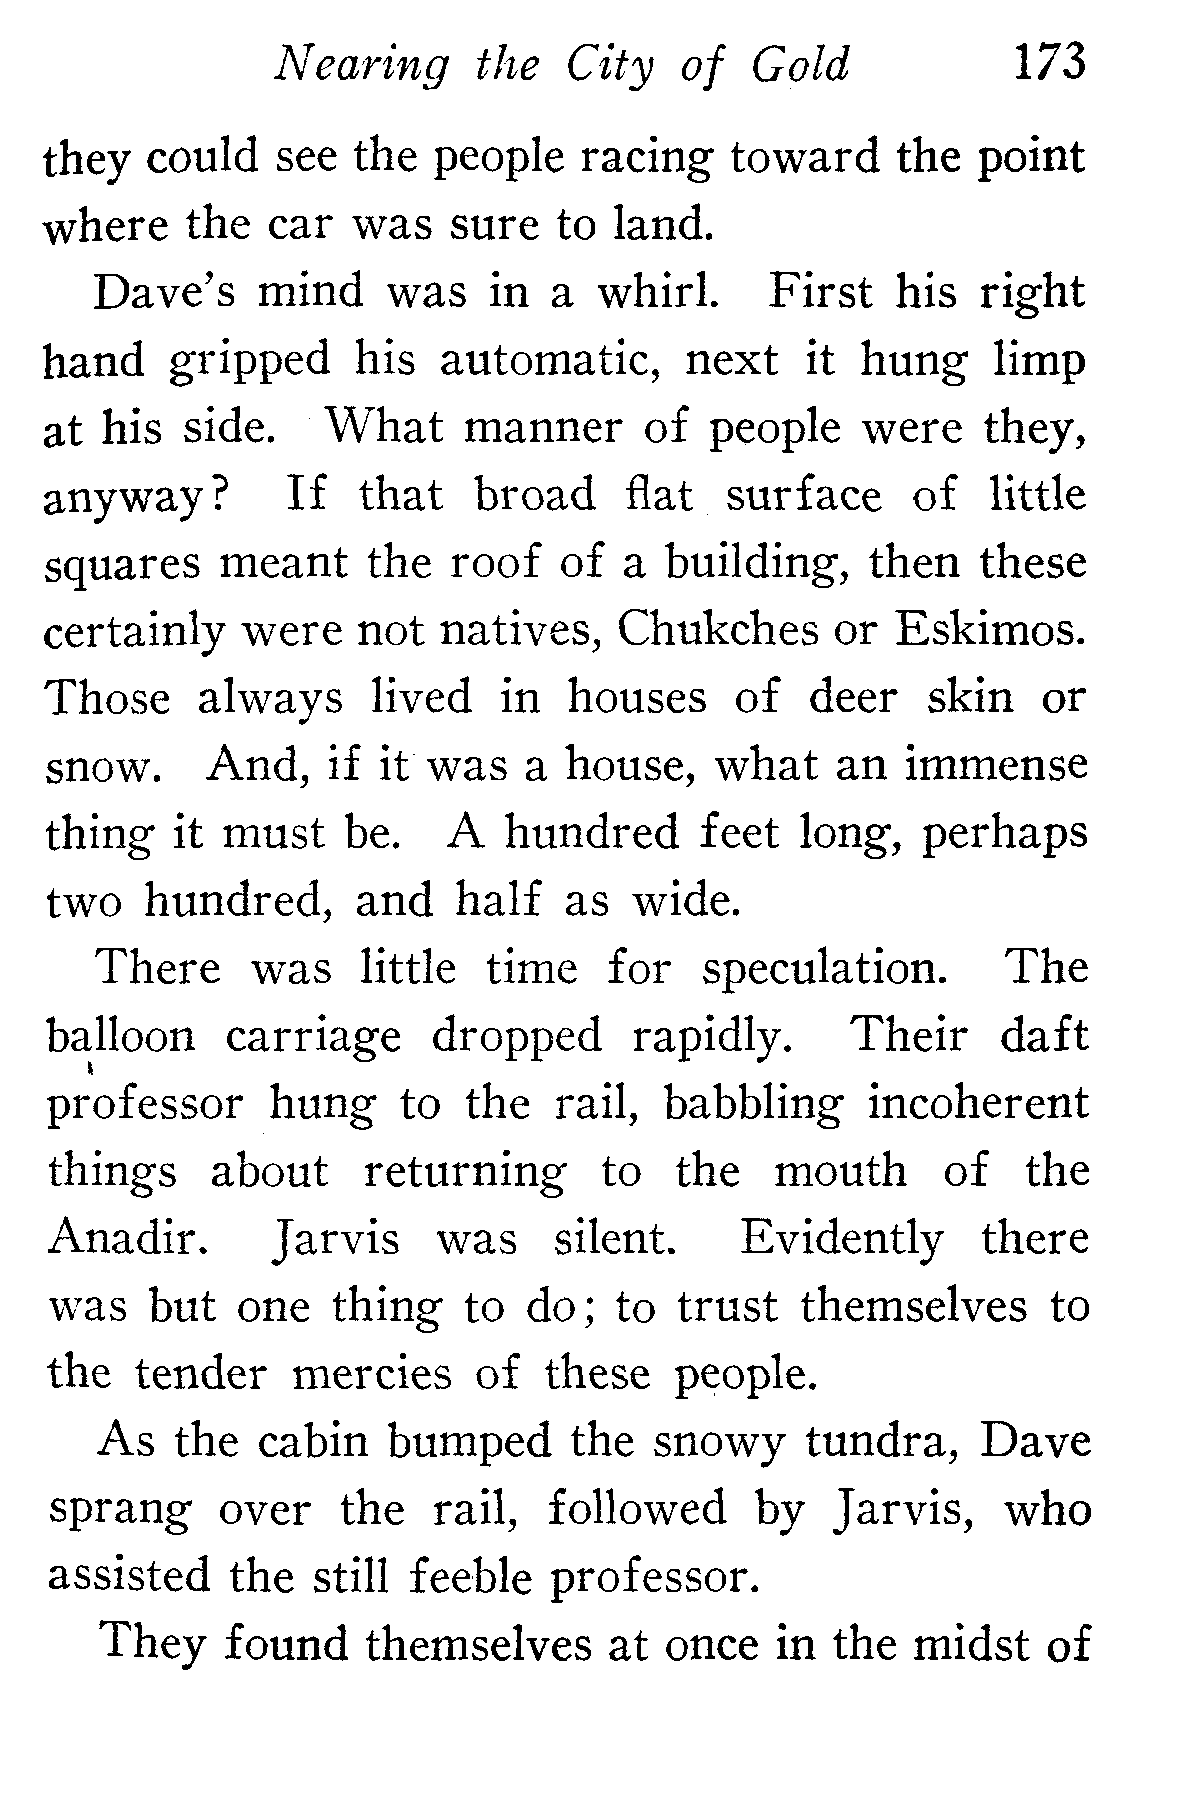 Nearing the City of Gold 173
they could see the people racing toward the point
where the car was sure to land.
Dave's mind was in a whirl. First his right
hand gripped his automatic, next it hung limp
at his side. What manner of people were they,
anyway? If that broad flat surface of little
squares meant the roof of a building, then these
certainly were not natives, Chukches or Eskimos.
Those always lived in houses of deer skin or
snow. And, if it was a house, what an immense
thing it must be. A hundred feet long, perhaps
two hundred, and half as wide.
There was little time for speculation. The
balloon carriage dropped rapidly. Their daft
professor hung to the rail, babbling incoherent
things about returning to the mouth of the
Anadir. Jarvis was silent. Evidently there
was but one thing to do; to trust themselves to
the tender mercies of these people.
As the cabin bumped the snowy tundra, Dave
sprang over the rail, followed by Jarvis, who
assisted the still feeble professor.
They found themselves at once in the midst of